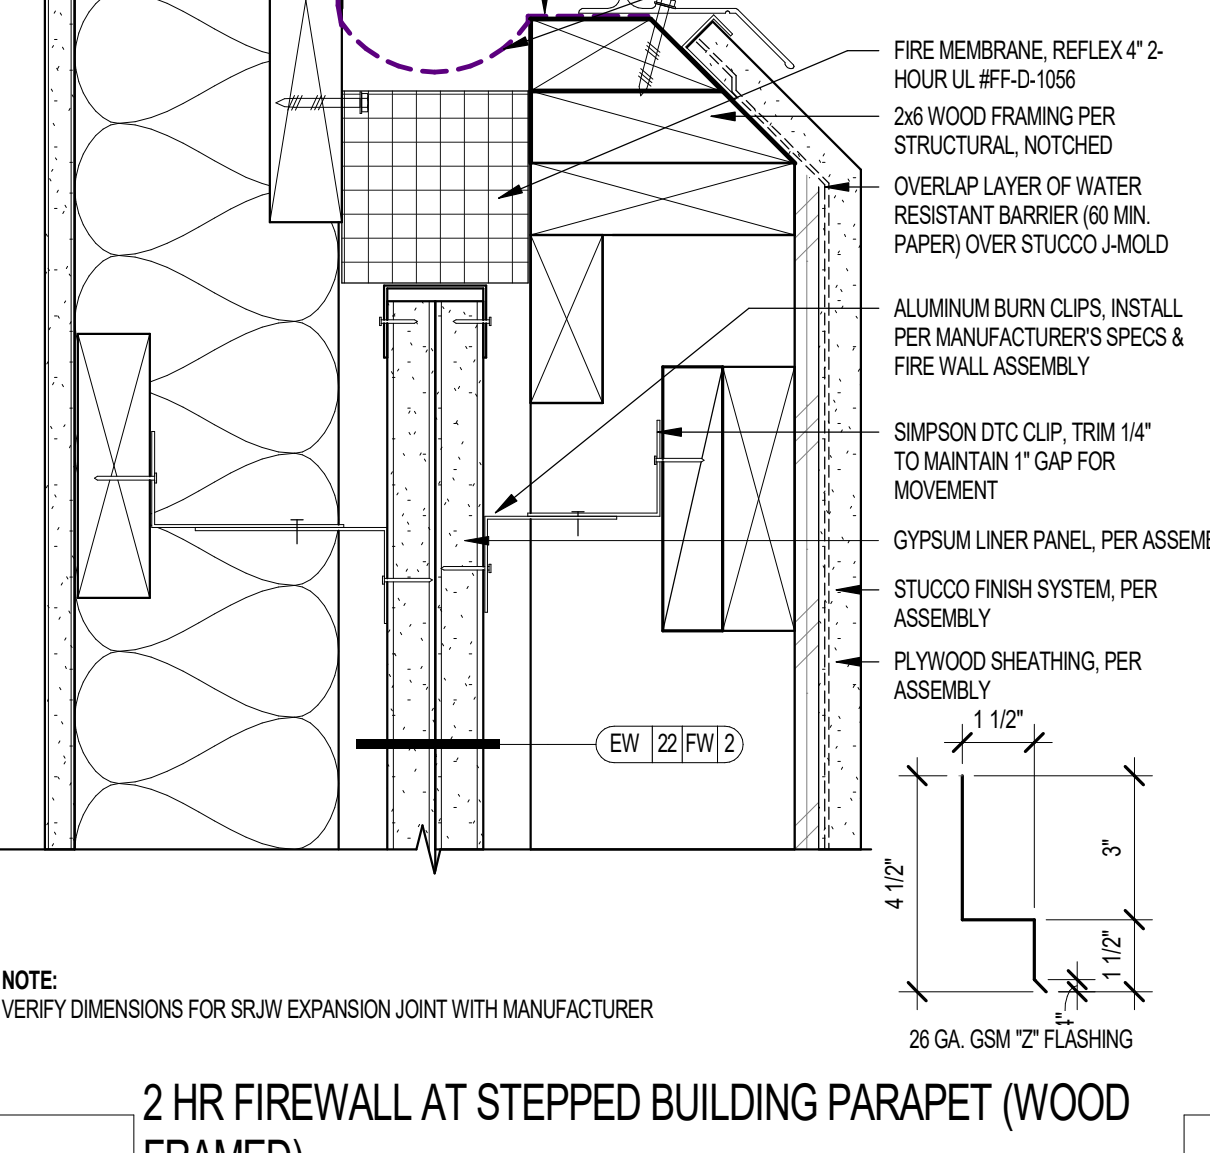 FIRE MEMBRANE, REFLEX 4" 2-
HOUR UL #FF-D-1056
2x6 WOOD FRAMING PER
STRUCTURAL, NOTCHED
OVERLAP LAYER OF WATER
RESISTANT BARRIER (60 MIN.
PAPER) OVER STUCCO J-MOLD
ALUMINUM BURN CLIPS, INSTALL
PER MANUFACTURER'S SPECS &
FIRE WALL ASSEMBLY
SIMPSON DTC CLIP, TRIM 1/4"
TO MAINTAIN 1" GAP FOR
MOVEMENT
GYPSUM LINER PANEL, PER
STUCCO FINISH SYSTEM, PER
ASSEMBLY
PLYWOOD SHEATHING, PER
ASSEMBLY
EW 22 FW 2
1 1/2"
4 1/2"
3"
1 1/2"
26 GA. GSM "Z" FLASHING
NOTE:
VERIFY DIMENSIONS FOR SRJW EXPANSION JOINT WITH MANUFACTURER
2 HR FIREWALL AT STEPPED BUILDING PARAPET (WOOD
FRAMED)